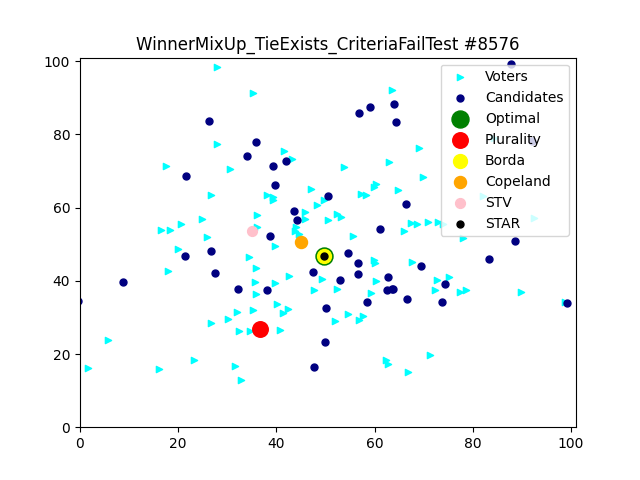 WinnerMixUp_TieExists_CriteriaFailTest #8576
100
80
60
40
20
0
0
20
40
60
80
100
Voters
Candidates
Optimal
Plurality
Borda
Copeland
STV
STAR